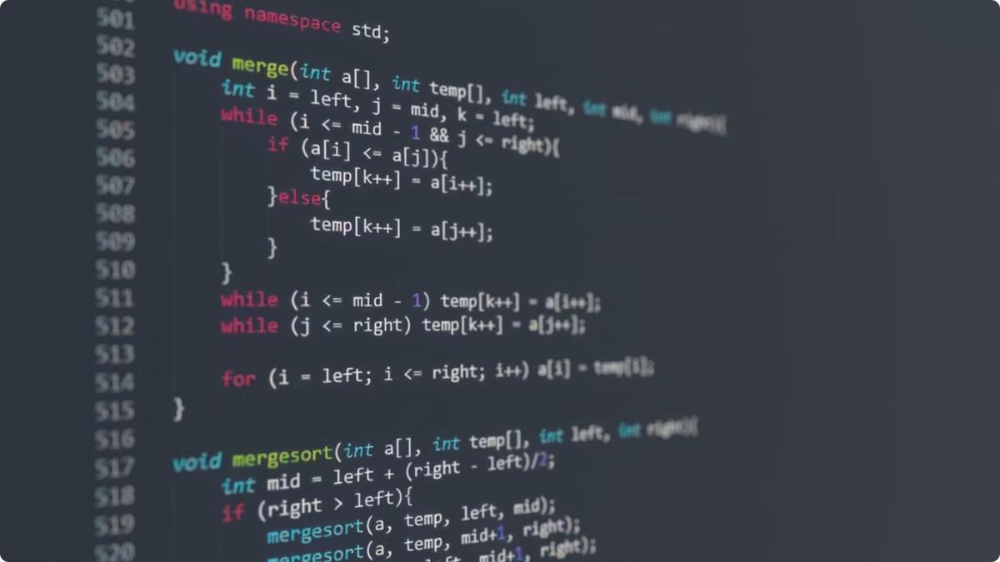 501 using namespace std;
502
503 void merge(int a[], int temp[], int left, int mid, int right){
504 int i = left, j = mid, k = left;
505 while (i <= mid - 1 && j <= right){
506 if (a[i] <= a[j]){
507 temp[k++] = a[i++];
508 }else{
509 temp[k++] = a[j++];
510 }
511 }
512 while (i <= mid - 1) temp[k++] = a[i++];
513 while (j <= right) temp[k++] = a[j++];
514
515 for (i = left; i <= right; i++) a[i] = temp[i];
516 }
517
518 void mergesort(int a[], int temp[], int left, int right){
519 int mid = left + (right - left)/2;
520 if (right > left){
mergesort(a, temp, left, mid);
mergesort(a, temp, mid+1, right);
left, mid+1, right);